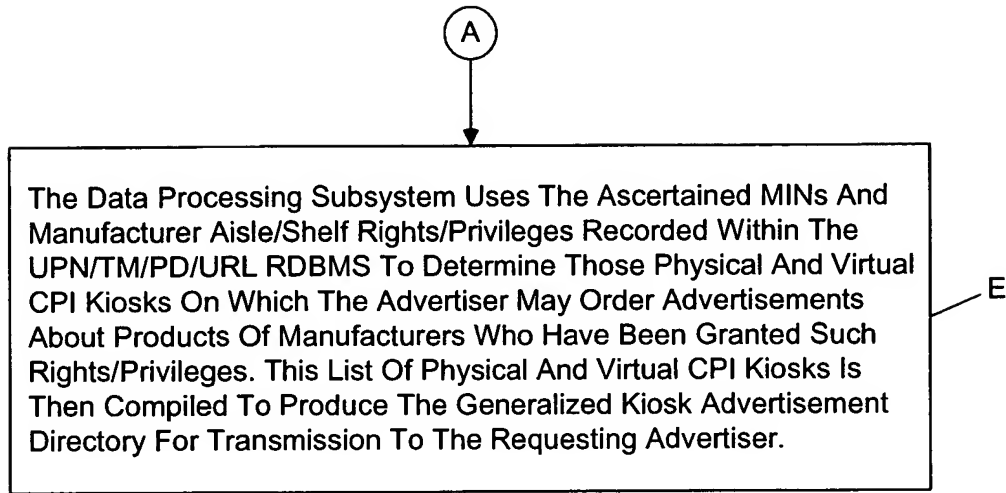 A
The Data Processing Subsystem Uses The Ascertained MINs And
Manufacturer Aisle/Shelf Rights/Privileges Recorded Within The
UPN/TM/PD/URL RDBMS To Determine Those Physical And Virtual
CPI Kiosks On Which The Advertiser May Order Advertisements
About Products Of Manufacturers Who Have Been Granted Such
Rights/Privileges. This List Of Physical And Virtual CPI Kiosks Is
Then Compiled To Produce The Generalized Kiosk Advertisement
Directory For Transmission To The Requesting Advertiser.
E